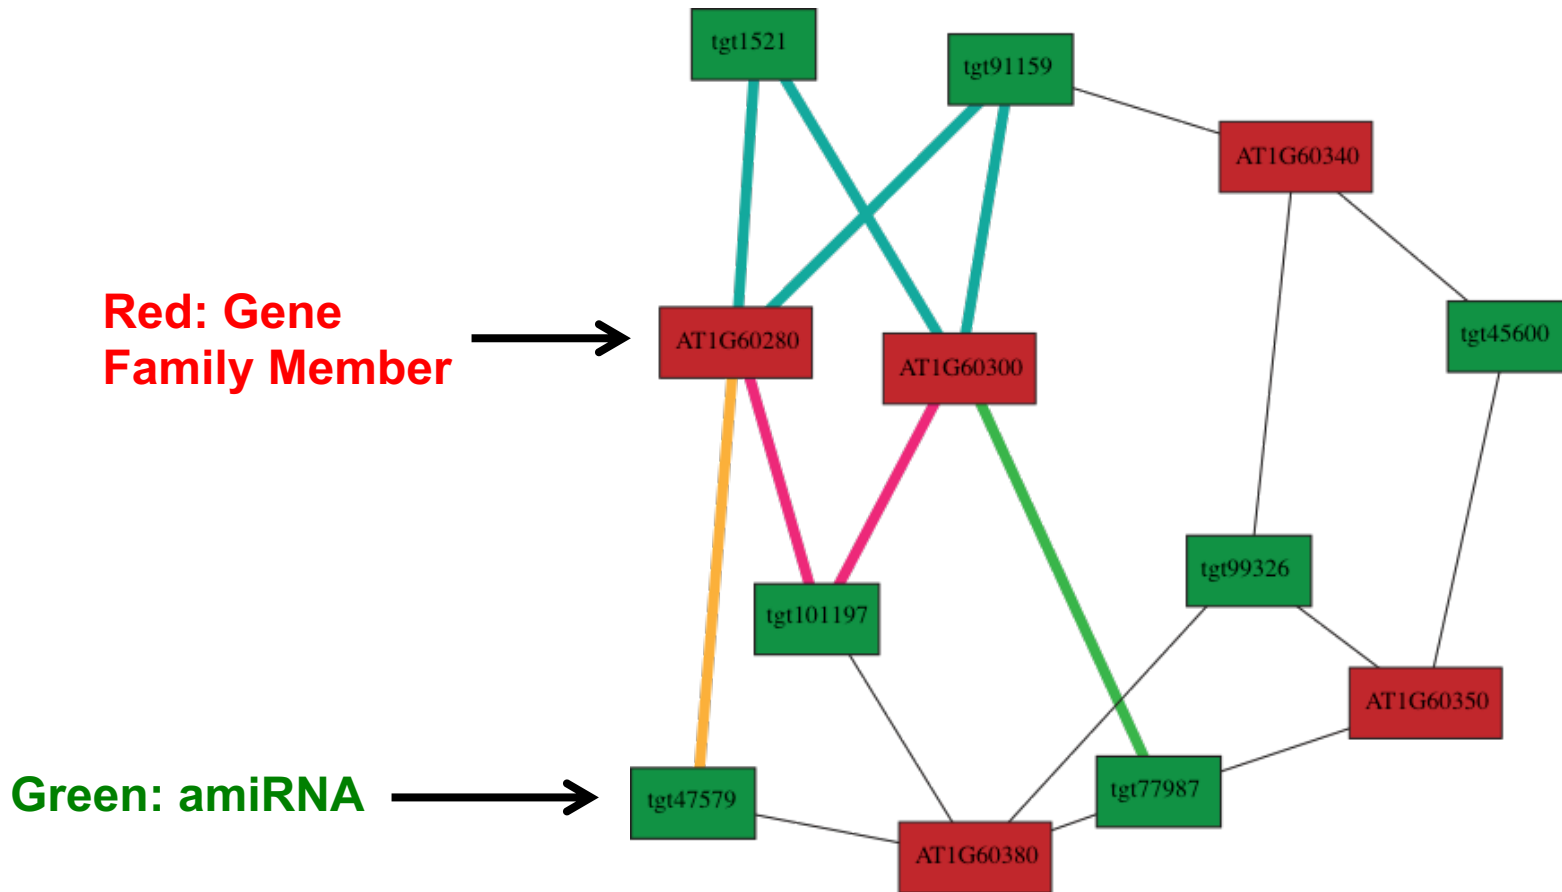 tgt1521
tgt91159
AT1G60340
Red: Gene
Family Member
AT1G60280
AT1G60300
tgt45600
tgt99326
tgt101197
AT1G60350
Green: amiRNA
tgt47579
tgt77987
AT1G60380